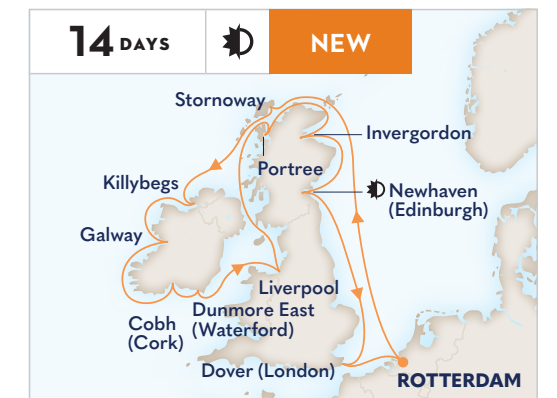 14 DAYS
NEW
Stornoway
Invergordon
Portree
Killybegs
Newhaven
(Edinburgh)
Galway
Liverpool
Dunmore East
(Waterford)
Cobh
(Cork)
Dover (London)
ROTTERDAM